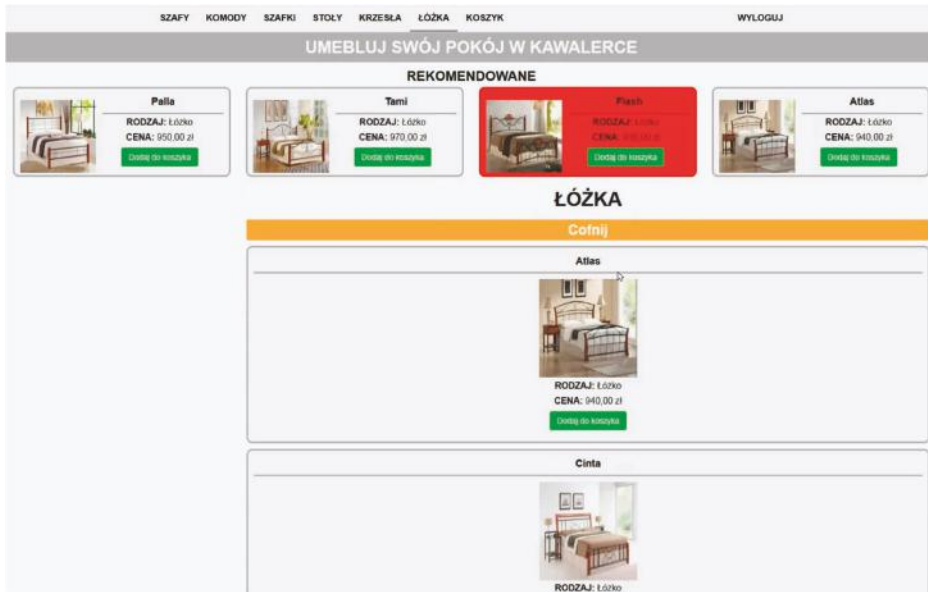 SZAFY KOMODY SZAFKI STOŁY KRZESŁA ŁÓŻKA KOSZYK WYLOGUJ
UMEBLUJ SWÓJ POKÓJ W KAWALERCE
REKOMENDOWANE
Palla
RODZAJ: Łóżko
CENA: 950,00 zł
Dodaj do koszyka
Tami
RODZAJ: Łóżko
CENA: 970,00 zł
Dodaj do koszyka
RODZAJ: Łóżko
CENA:
Dodaj do koszyka
Atlas
RODZAJ: Łóżko
CENA: 940,00 zł
Dodaj do koszyka
ŁÓŻKA
Cofnij
Atlas
RODZAJ: Łóżko
CENA: 940,00 zł
Dodaj do koszyka
Cinta
RODZAJ: Łóżko